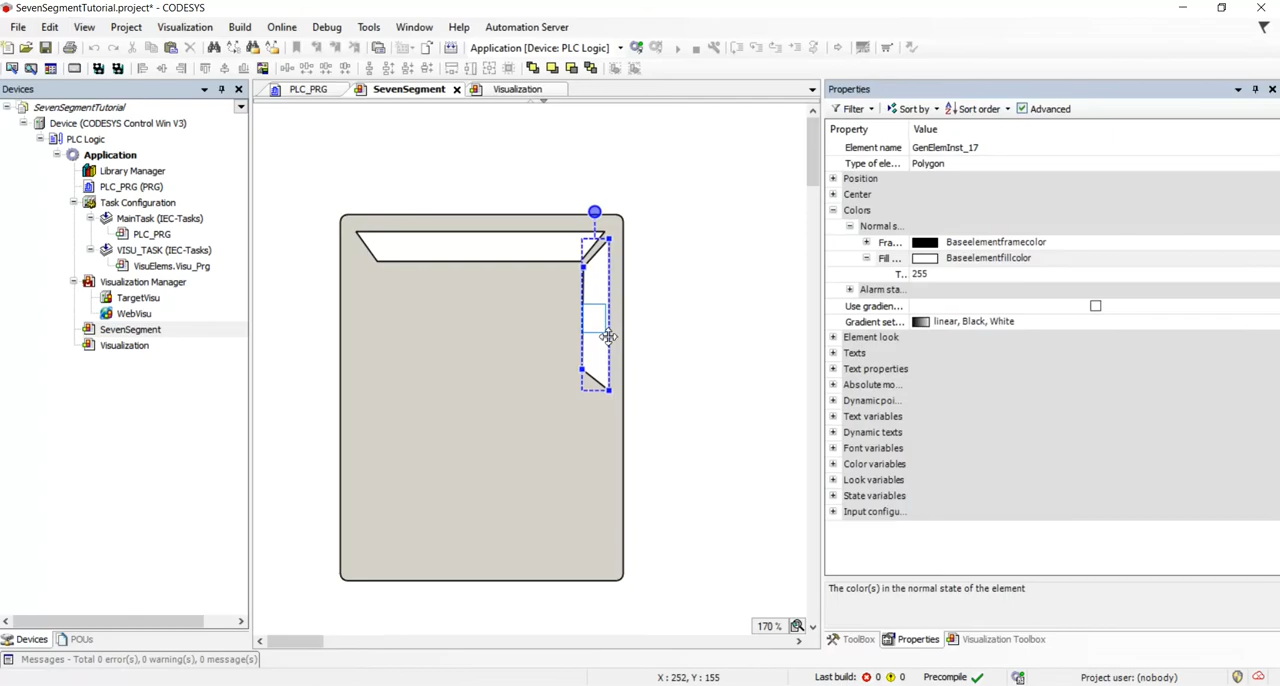 SevenSegmentTutorial.project* - CODESYS
File Edit View Project Visualization Build Online Debug Tools Window Help Automation Server
Application [Device: PLC Logic]
Devices
PLC_PRG SevenSegment Visualization
Properties
SevenSegmentTutorial
Device (CODESYS Control Win V3)
PLC Logic
Application
Library Manager
PLC_PRG (PRG)
Task Configuration
MainTask (IEC-Tasks)
PLC_PRG
VISU_TASK (IEC-Tasks)
VisuElems.Visu_Prg
Visualization Manager
TargetVisu
WebVisu
SevenSegment
Visualization
Filter Sort by Sort order Advanced
Property Value
Element name GenElemInst_17
Type of ele... Polygon
Position
Center
Colors
Normal s...
Fra... Baseelementframecolor
Fill ... Baseelementfillcolor
T.. 255
Alarm sta...
Use gradien...
Gradient set... linear, Black, White
Element look
Texts
Text properties
Absolute mo...
Dynamic poi...
Text variables
Dynamic texts
Font variables
Color variables
Look variables
State variables
Input configu...
The color(s) in the normal state of the element
170 %
Devices POUs
ToolBox Properties Visualization Toolbox
Messages - Total 0 error(s), 0 warning(s), 0 message(s)
X : 252, Y : 155 Last build: 0 0 Precompile Project user: (nobody)